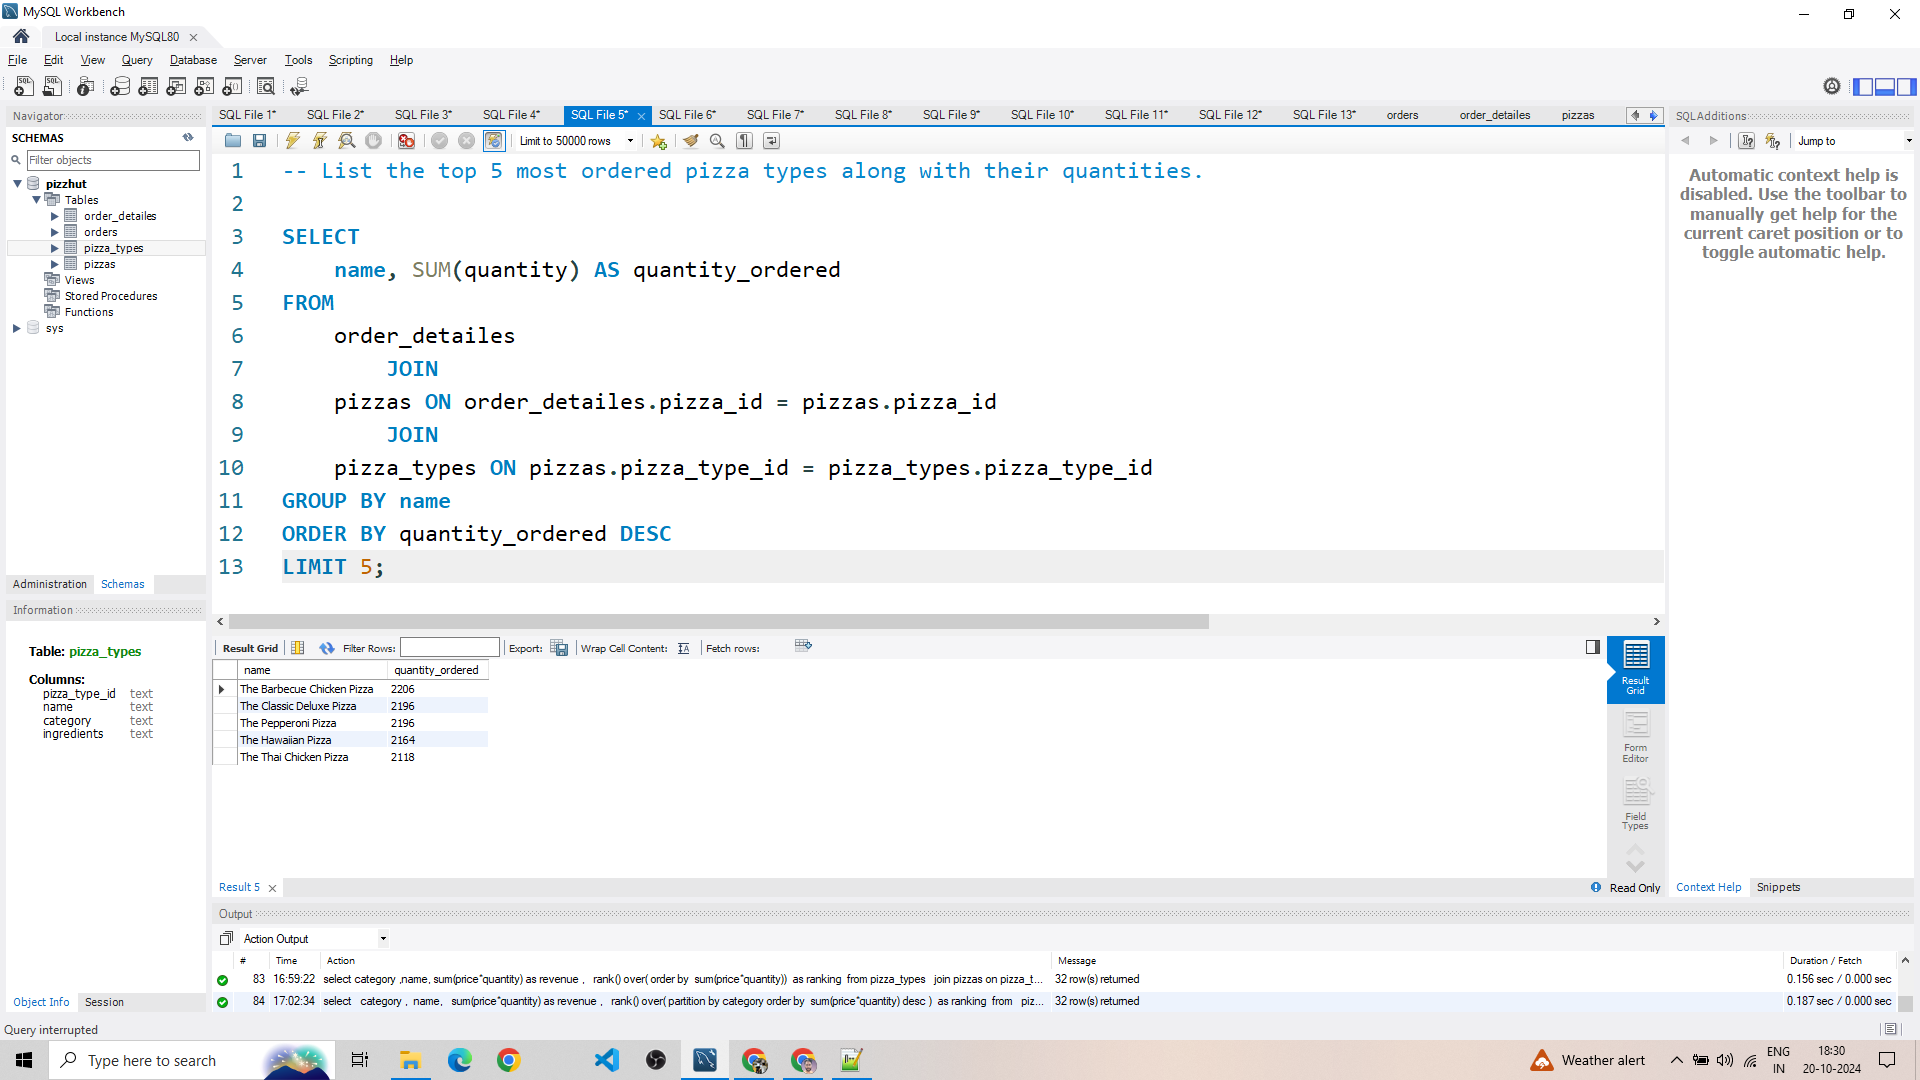 MySQL Workbench
Local instance MySQL80
File Edit View Query Database Server Tools Scripting Help
Navigator
SCHEMAS
Filter objects
pizzhut
Tables
order_detailes
orders
pizza_types
pizzas
Views
Stored Procedures
Functions
sys
Administration Schemas
Information
Table: pizza_types
Columns:
pizza_type_id text
name text
category text
ingredients text
Object Info Session
SQL File 1* SQL File 2* SQL File 3* SQL File 4* SQL File 5* SQL File 6* SQL File 7* SQL File 8* SQL File 9* SQL File 10* SQL File 11* SQL File 12* SQL File 13* orders order_detailes pizzas
Limit to 50000 rows
1 -- List the top 5 most ordered pizza types along with their quantities.
2
3 SELECT
4 name, SUM(quantity) AS quantity_ordered
5 FROM
6 order_detailes
7 JOIN
8 pizzas ON order_detailes.pizza_id = pizzas.pizza_id
9 JOIN
10 pizza_types ON pizzas.pizza_type_id = pizza_types.pizza_type_id
11 GROUP BY name
12 ORDER BY quantity_ordered DESC
13 LIMIT 5;
Result Grid Filter Rows: Export: Wrap Cell Content: Fetch rows:
name quantity_ordered
The Barbecue Chicken Pizza 2206
The Classic Deluxe Pizza 2196
The Pepperoni Pizza 2196
The Hawaiian Pizza 2164
The Thai Chicken Pizza 2118
Result Grid
Form Editor
Field Types
Result 5
Read Only
SQLAdditions
Jump to
Automatic context help is
disabled. Use the toolbar to
manually get help for the
current caret position or to
toggle automatic help.
Context Help Snippets
Output
Action Output
# Time Action Message Duration / Fetch
83 16:59:22 select category ,name, sum(price*quantity) as revenue , rank() over( order by sum(price*quantity)) as ranking from pizza_types join pizzas on pizza_t... 32 row(s) returned 0.156 sec / 0.000 sec
84 17:02:34 select category , name, sum(price*quantity) as revenue , rank() over( partition by category order by sum(price*quantity) desc ) as ranking from piz... 32 row(s) returned 0.187 sec / 0.000 sec
Query interrupted
Type here to search
Weather alert
ENG
IN
18:30
20-10-2024